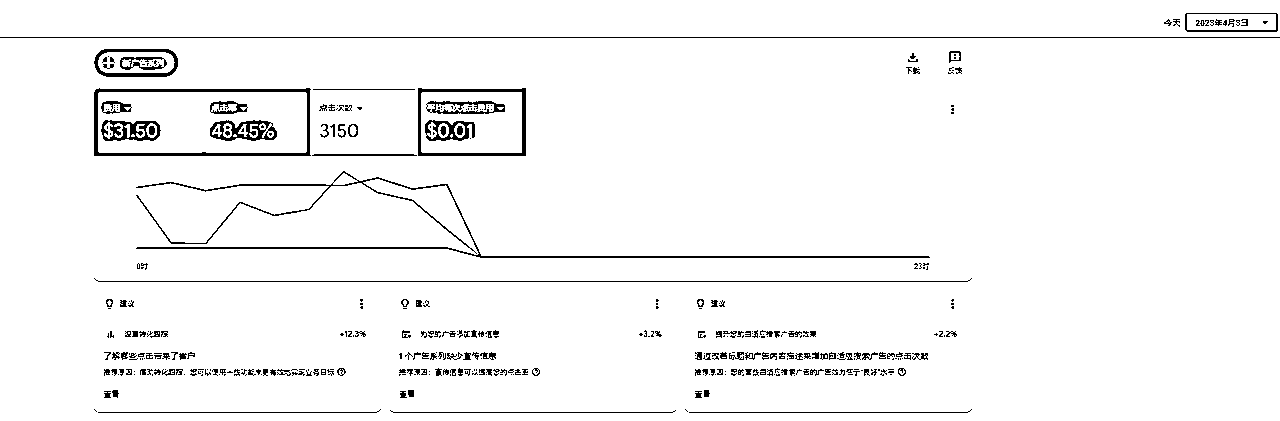 今天 2023年4月3日
新广告系列
下载 反馈
费用 点击率 点击次数 平均每次点击费用
$31.50 48.45% 3150 $0.01
0时 23时
建议 建议 建议
设置转化跟踪 +12.3% 为您的广告添加宣传信息 +3.2% 提升您的自适应搜索广告的效果 +2.2%
了解哪些点击带来了客户 1个广告系列缺少宣传信息 通过改善标题和广告内容描述来增加自适应搜索广告的点击次数
推荐原因：借助转化跟踪，您可以使用一些功能来更有效地实现业务目标 推荐原因：宣传信息可以提高您的点击率 推荐原因：您的某些自适应搜索广告的广告效力低于“良好”水平
查看 查看 查看